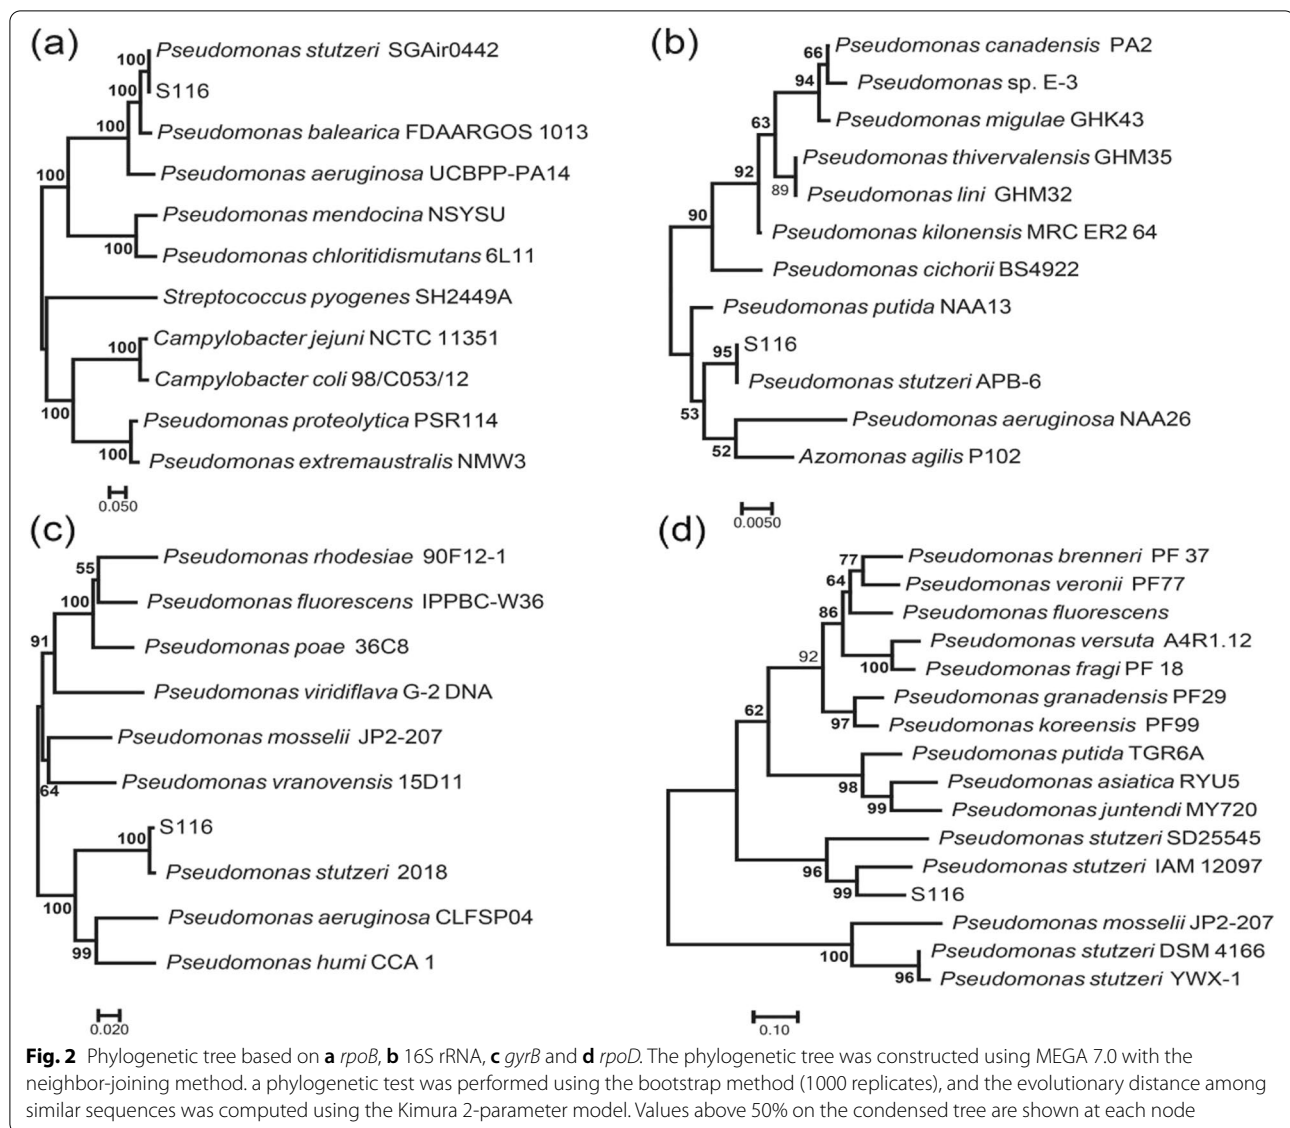 (a)
100
Pseudomonas stutzeri SGAir0442
100
S116
100
Pseudomonas balearica FDAARGOS 1013
100
Pseudomonas aeruginosa UCBPP-PA14
Pseudomonas mendocina NSYSU
100
Pseudomonas chloritidismutans 6L11
Streptococcus pyogenes SH2449A
Campylobacter jejuni NCTC 11351
100
Campylobacter coli 98/C053/12
100
Pseudomonas proteolytica PSR114
100
Pseudomonas extremaustralis NMW3
0.050
(b)
Pseudomonas canadensis PA2
66
Pseudomonas sp. E-3
94
Pseudomonas migulae GHK43
63
Pseudomonas thivervalensis GHM35
92
89
Pseudomonas lini GHM32
90
Pseudomonas kilonensis MRC ER2 64
Pseudomonas cichorii BS4922
Pseudomonas putida NAA13
S116
95
Pseudomonas stutzeri APB-6
53
Pseudomonas aeruginosa NAA26
52
Azomonas agilis P102
0.0050
(c)
Pseudomonas rhodesiae 90F12-1
55
Pseudomonas fluorescens IPPBC-W36
100
Pseudomonas poae 36C8
91
Pseudomonas viridiflava G-2 DNA
Pseudomonas mosselii JP2-207
Pseudomonas vranovensis 15D11
64
S116
100
Pseudomonas stutzeri 2018
100
Pseudomonas aeruginosa CLFSP04
99
Pseudomonas humi CCA 1
0.020
(d)
Pseudomonas brenneri PF 37
77
Pseudomonas veronii PF77
64
Pseudomonas fluorescens
86
Pseudomonas versuta A4R1.12
92
100
Pseudomonas fragi PF 18
Pseudomonas granadensis PF29
62
97
Pseudomonas koreensis PF99
Pseudomonas putida TGR6A
98
Pseudomonas asiatica RYU5
99
Pseudomonas juntendi MY720
Pseudomonas stutzeri SD25545
96
Pseudomonas stutzeri IAM 12097
99
S116
Pseudomonas mosselii JP2-207
100
Pseudomonas stutzeri DSM 4166
96
Pseudomonas stutzeri YWX-1
0.10
Fig. 2 Phylogenetic tree based on a rpoB, b 16S rRNA, c gyrB and d rpoD. The phylogenetic tree was constructed using MEGA 7.0 with the
neighbor-joining method. a phylogenetic test was performed using the bootstrap method (1000 replicates), and the evolutionary distance among
similar sequences was computed using the Kimura 2-parameter model. Values above 50% on the condensed tree are shown at each node